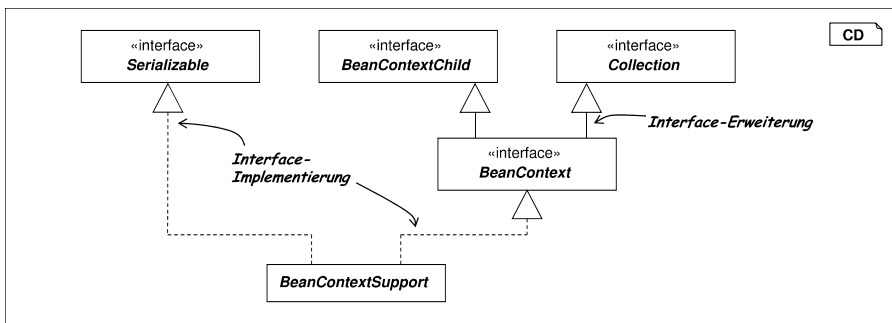 «interface»
Serializable
«interface»
BeanContextChild
«interface»
Collection
CD
Interface-Erweiterung
Interface-
Implementierung
«interface»
BeanContext
BeanContextSupport